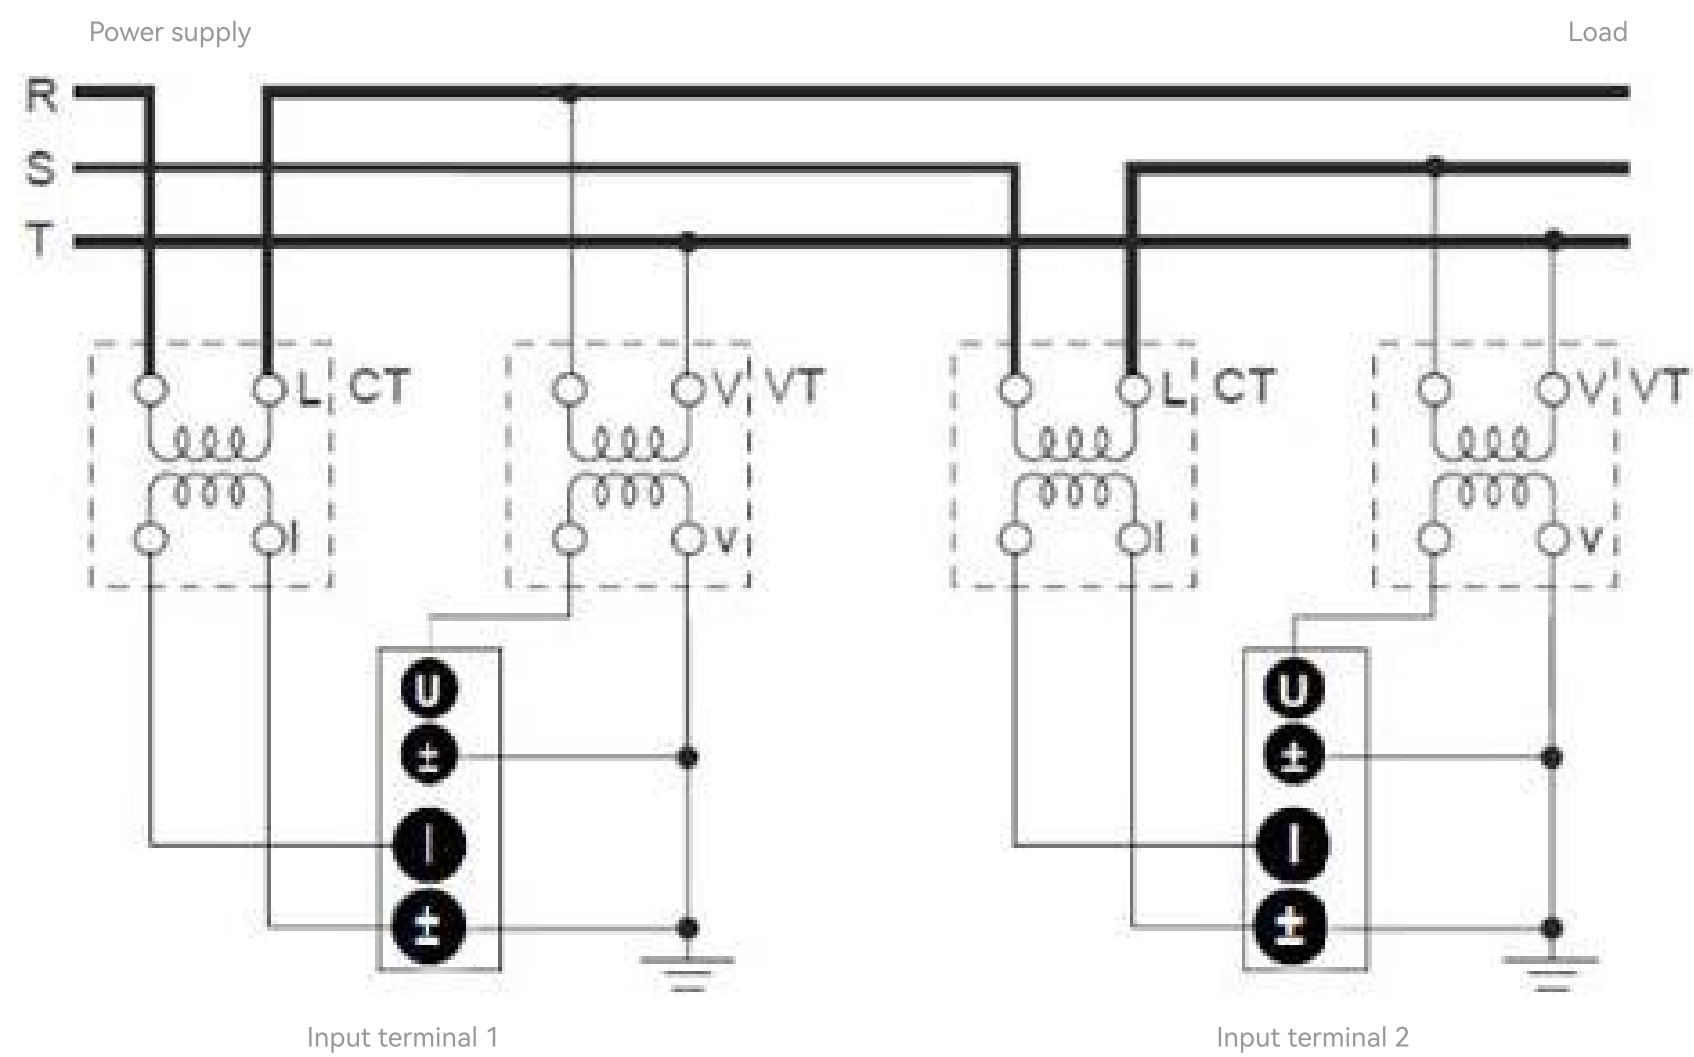 Power supply Load
R
S
T
L CT V VT L CT V VT
l v l v
U U
± ±
I I
± ±
Input terminal 1 Input terminal 2